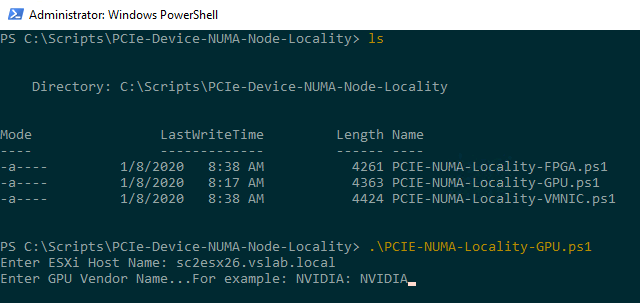 Administrator: Windows PowerShell
PS C:\Scripts\PCIe-Device-NUMA-Node-Locality> ls
Directory: C:\Scripts\PCIe-Device-NUMA-Node-Locality
Mode LastWriteTime Length Name
---- ------------- ------ ----
-a---- 1/8/2020 8:38 AM 4261 PCIE-NUMA-Locality-FPGA.ps1
-a---- 1/8/2020 8:17 AM 4363 PCIE-NUMA-Locality-GPU.ps1
-a---- 1/8/2020 8:38 AM 4424 PCIE-NUMA-Locality-VMNIC.ps1
PS C:\Scripts\PCIe-Device-NUMA-Node-Locality> .\PCIE-NUMA-Locality-GPU.ps1
Enter ESXi Host Name: sc2esx26.vslab.local
Enter GPU Vendor Name...For example: NVIDIA: NVIDIA